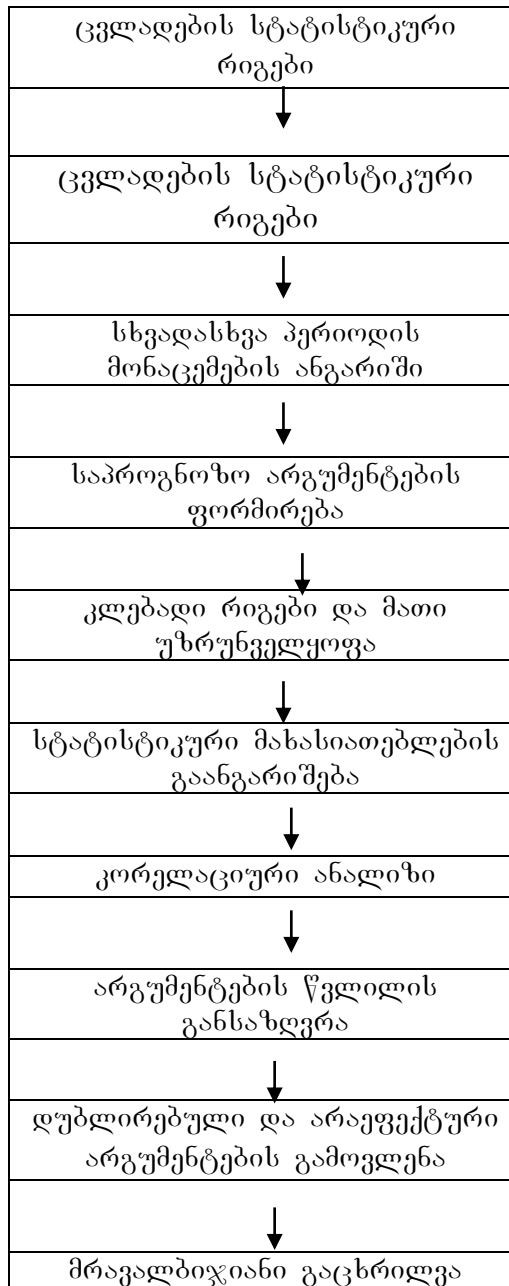 ცვლადების სტატისტიკური
რიგები
ცვლადების სტატისტიკური
რიგები
სხვადასხვა პერიოდის
მონაცემების ანგარიში
საპროგნოზო არგუმენტების
ფორმირება
კლებადი რიგები და მათი
უზრუნველყოფა
სტატისტიკური მახასიათებლების
გაანგარიშება
კორელაციური ანალიზი
არგუმენტების წვლილის
განსაზღვრა
დუბლირებული და არაეფექტური
არგუმენტების გამოვლენა
მრავალბიჯიანი გაცხრილვა